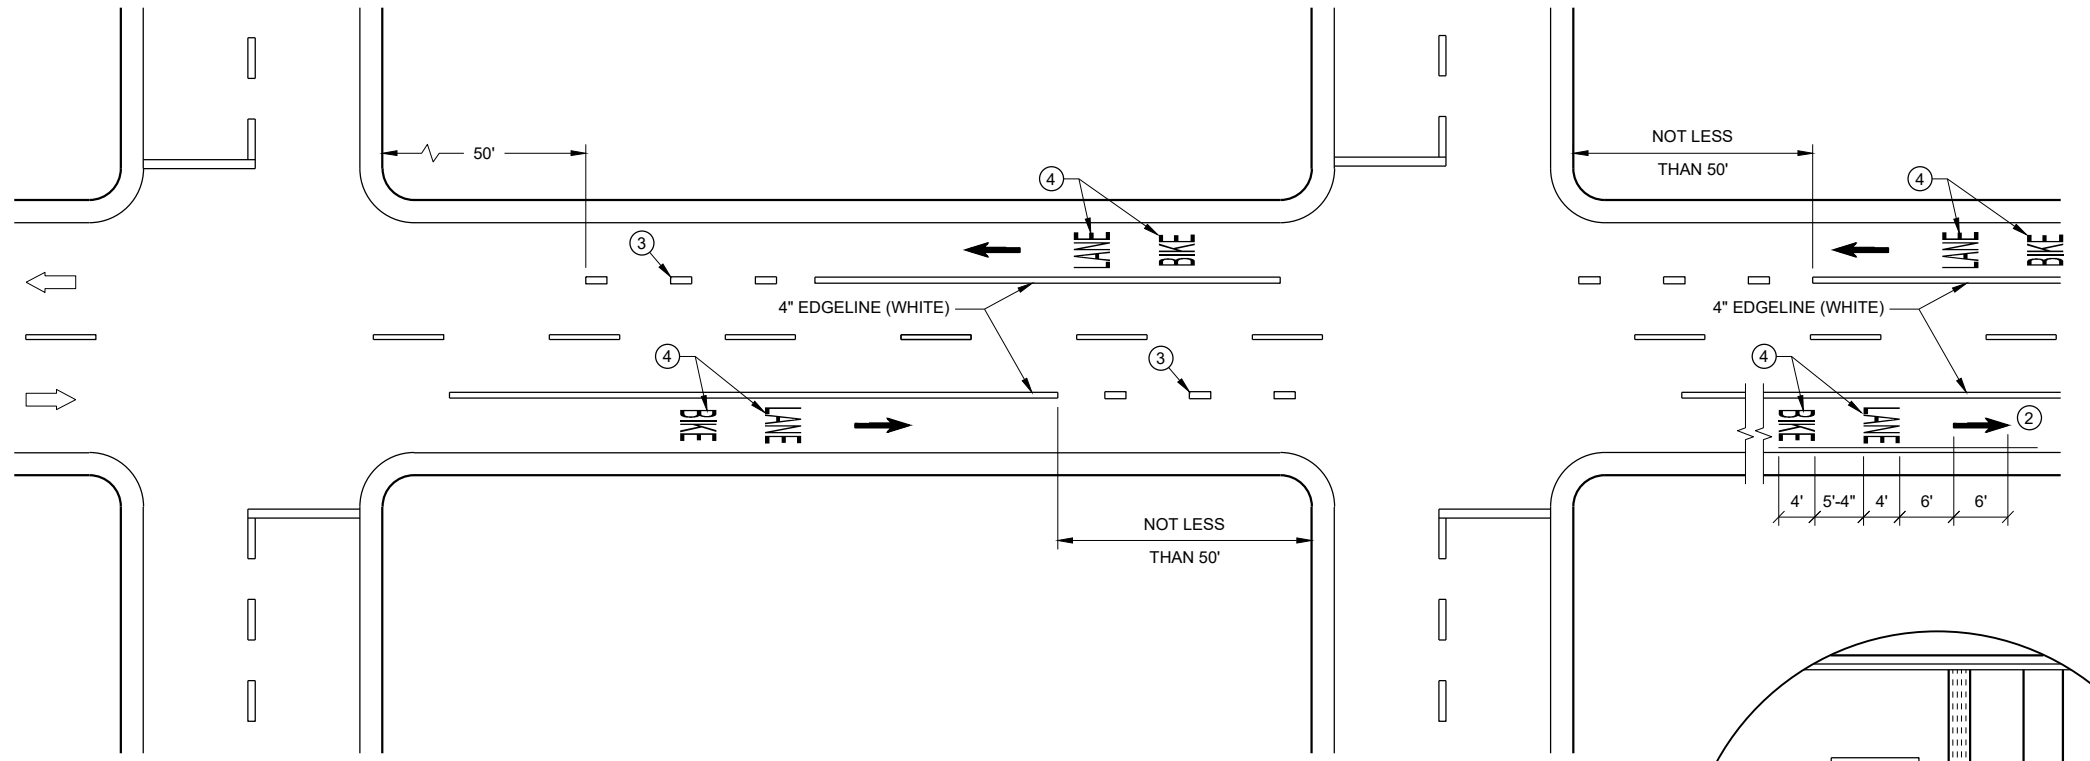 NOT LESS
THAN 50'
50'
4
4
LANE
BIKE
LANE
BIKE
3
4" EDGELINE (WHITE)
4" EDGELINE (WHITE)
4
3
4
BIKE
LANE
BIKE
LANE
2
4' 5'-4" 4' 6' 6'
NOT LESS
THAN 50'